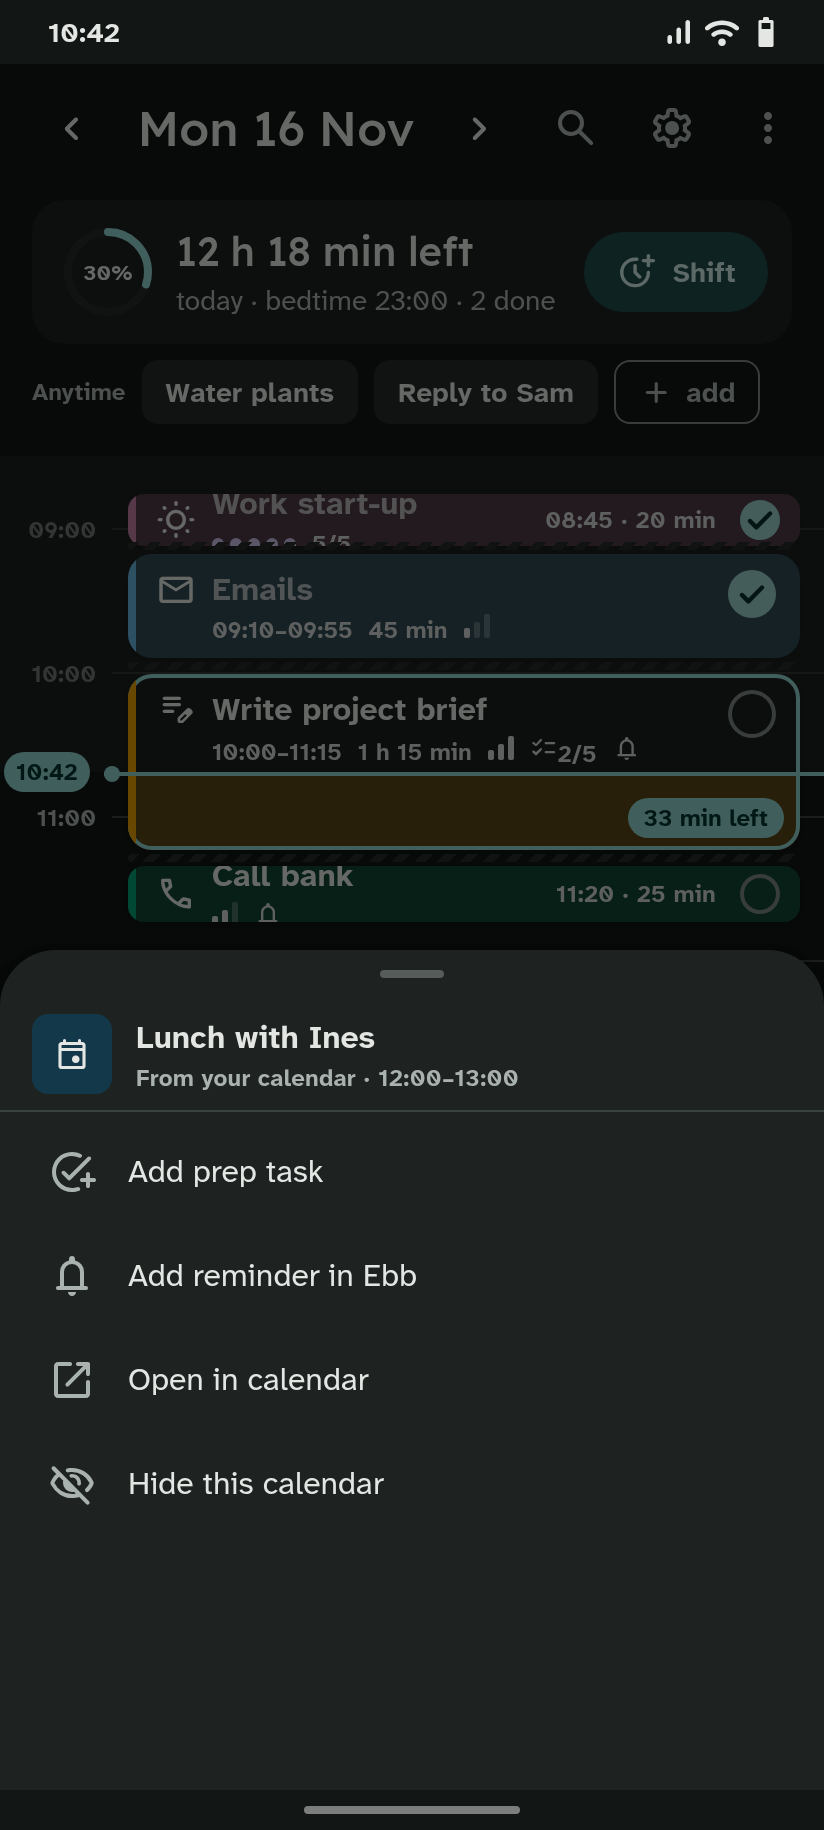 10:42
Mon 16 Nov
30%
12 h 18 min left
today · bedtime 23:00 · 2 done
Shift
Anytime
Water plants
Reply to Sam
add
09:00
Work start-up
5/5
08:45 · 20 min
Emails
09:10–09:55 45 min
10:00
Write project brief
10:00–11:15 1 h 15 min 2/5
10:42
11:00
33 min left
Call bank
11:20 · 25 min
Lunch with Ines
From your calendar · 12:00–13:00
Add prep task
Add reminder in Ebb
Open in calendar
Hide this calendar